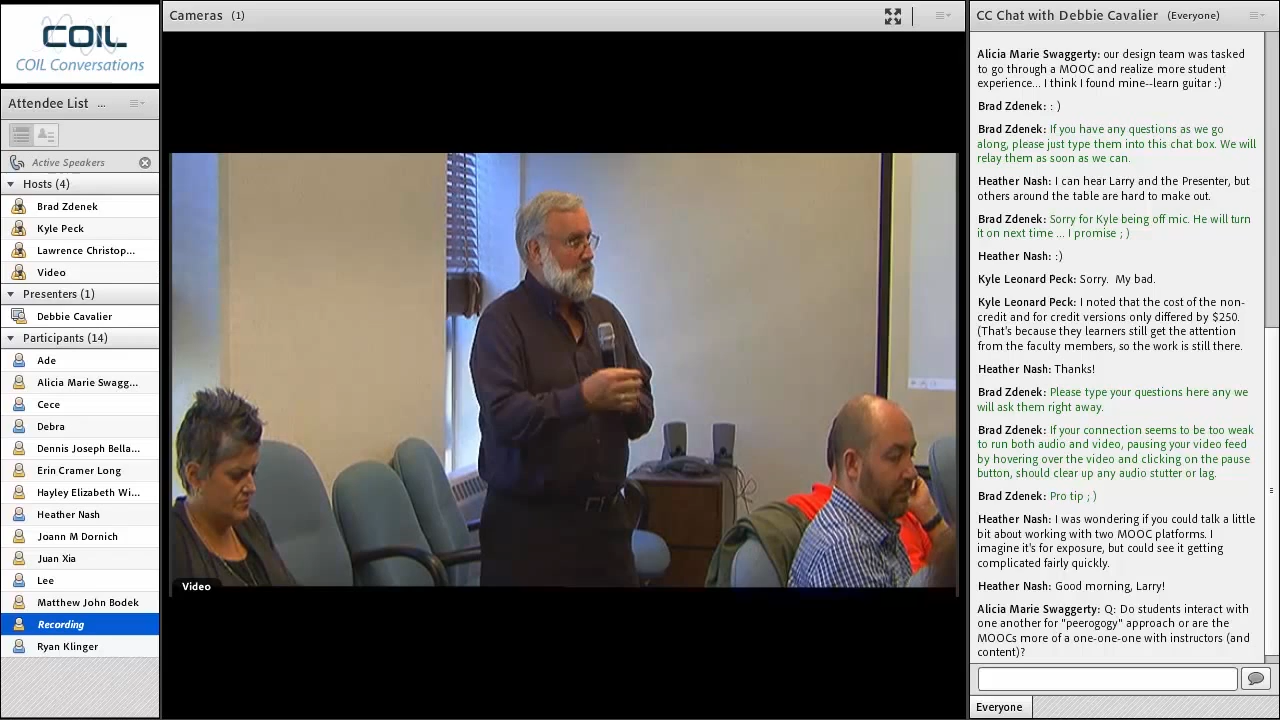 COIL
COIL Conversations
Attendee List ...
Active Speakers
Hosts (4)
Brad Zdenek
Kyle Peck
Lawrence Christop...
Video
Presenters (1)
Debbie Cavalier
Participants (14)
Ade
Alicia Marie Swagg...
Cece
Debra
Dennis Joseph Bella...
Erin Cramer Long
Hayley Elizabeth Wi...
Heather Nash
Joann M Dornich
Juan Xia
Lee
Matthew John Bodek
Recording
Ryan Klinger
Cameras (1)
Video
CC Chat with Debbie Cavalier (Everyone)
Alicia Marie Swaggerty: our design team was tasked
to go through a MOOC and realize more student
experience... I think I found mine--learn guitar :)
Brad Zdenek: : )
Brad Zdenek: If you have any questions as we go
along, please just type them into this chat box. We will
relay them as soon as we can.
Heather Nash: I can hear Larry and the Presenter, but
others around the table are hard to make out.
Brad Zdenek: Sorry for Kyle being off mic. He will turn
it on next time ... I promise ; )
Heather Nash: :)
Kyle Leonard Peck: Sorry. My bad.
Kyle Leonard Peck: I noted that the cost of the non-
credit and for credit versions only differed by $250.
(That's because they learners still get the attention
from the faculty members, so the work is still there.
Heather Nash: Thanks!
Brad Zdenek: Please type your questions here any we
will ask them right away.
Brad Zdenek: If your connection seems to be too weak
to run both audio and video, pausing your video feed
by hovering over the video and clicking on the pause
button, should clear up any audio stutter or lag.
Brad Zdenek: Pro tip ; )
Heather Nash: I was wondering if you could talk a little
bit about working with two MOOC platforms. I
imagine it's for exposure, but could see it getting
complicated fairly quickly.
Heather Nash: Good morning, Larry!
Alicia Marie Swaggerty: Q: Do students interact with
one another for "peerogogy" approach or are the
MOOCs more of a one-one-one with instructors (and
content)?
Everyone